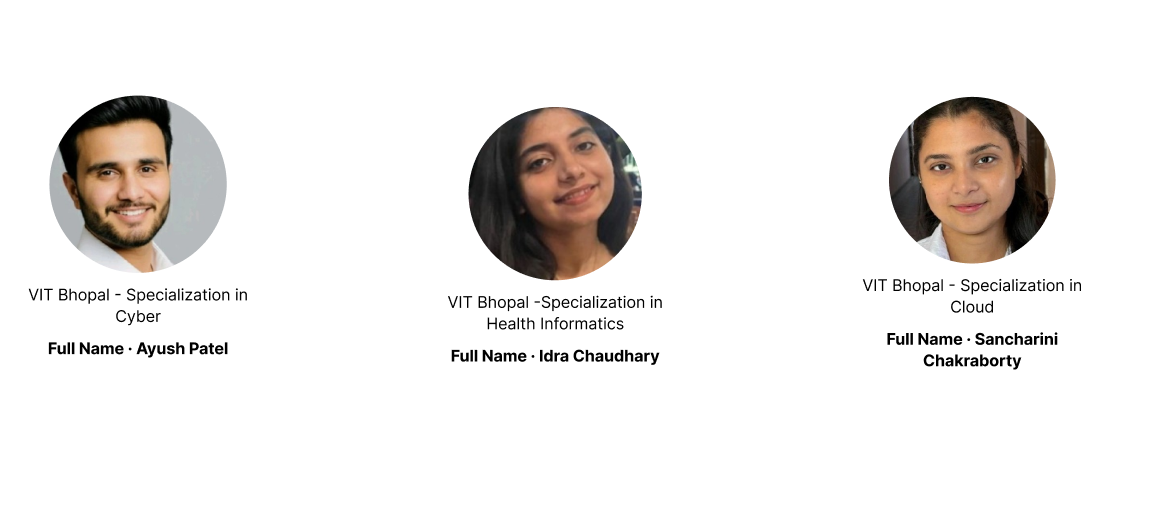 VIT Bhopal - Specialization in
Cyber
Full Name · Ayush Patel
VIT Bhopal -Specialization in
Health Informatics
Full Name · Idra Chaudhary
VIT Bhopal - Specialization in
Cloud
Full Name · Sancharini
Chakraborty